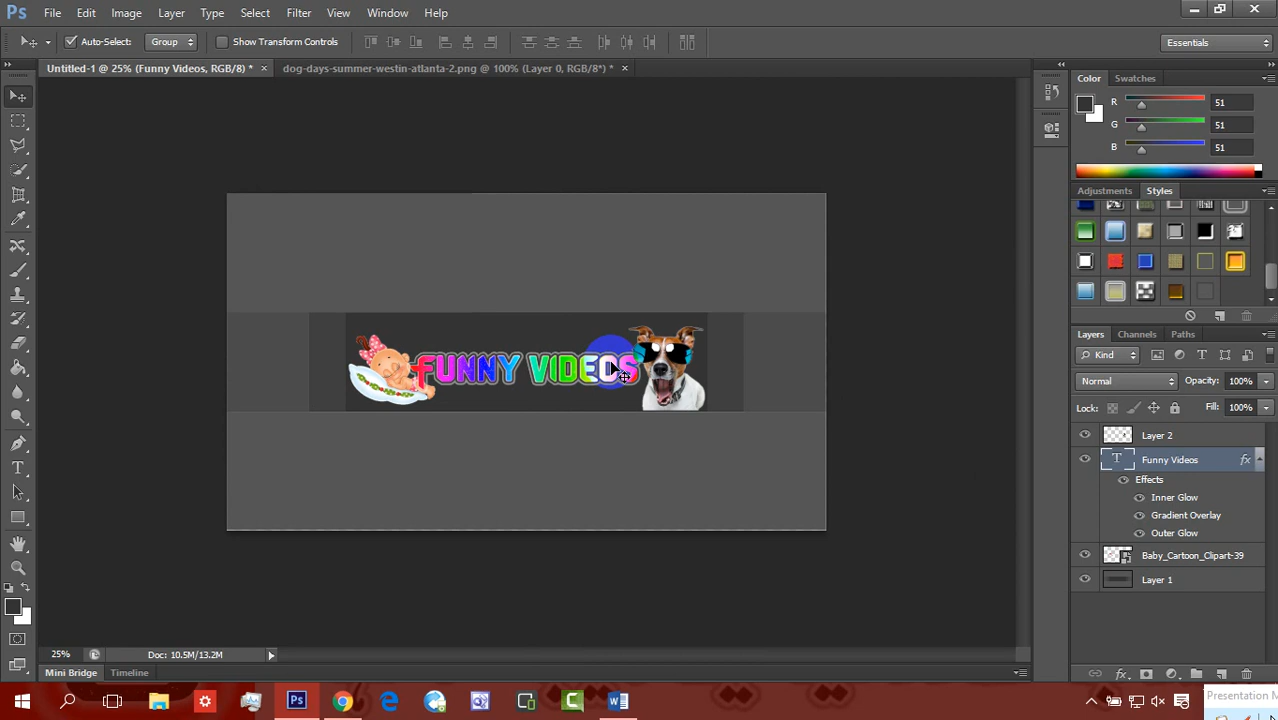 Ps File Edit Image Layer Type Select Filter View Window Help
Auto-Select: Group Show Transform Controls Essentials
Untitled-1 @ 25% (Funny Videos, RGB/8) * × dog-days-summer-westin-atlanta-2.png @ 100% (Layer 0, RGB/8*) * ×
Color Swatches
R 51
G 51
B 51
Adjustments Styles
FUNNY VIDEOS
Layers Channels Paths
Kind
Normal Opacity: 100%
Lock: Fill: 100%
Layer 2
T Funny Videos fx
Effects
Inner Glow
Gradient Overlay
Outer Glow
Baby_Cartoon_Clipart-39
Layer 1
25% Doc: 10.5M/13.2M
Mini Bridge Timeline
Presentation M